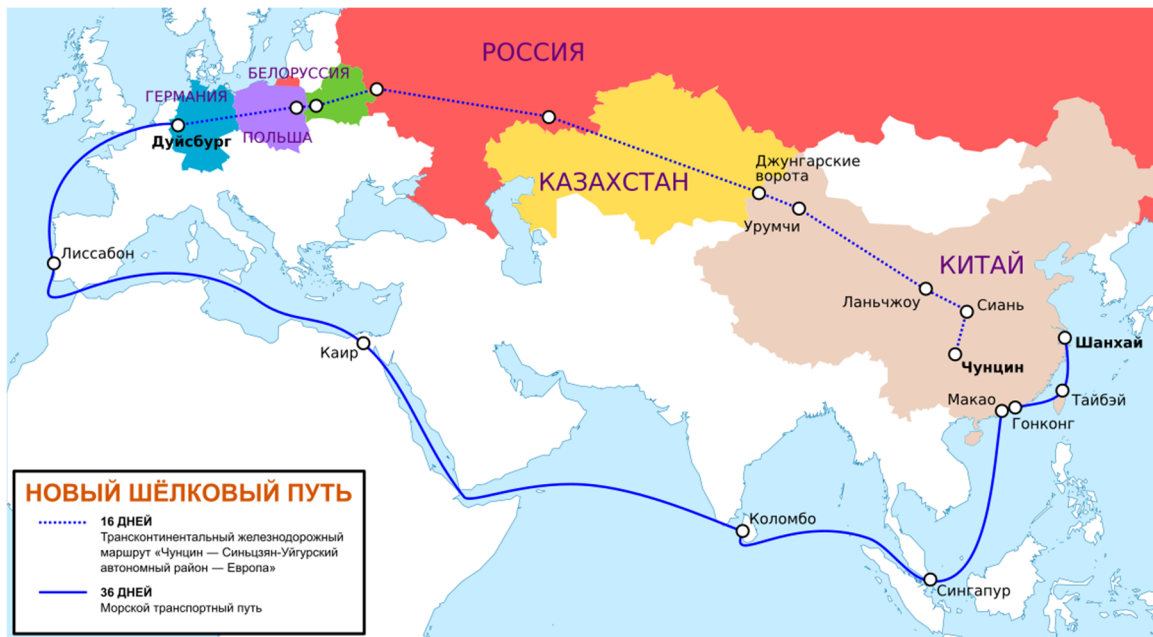 РОССИЯ
БЕЛОРУССИЯ
ГЕРМАНИЯ
ПОЛЬША
Дуйсбург
КАЗАХСТАН
Джунгарские
ворота
Урумчи
Лиссабон
КИТАЙ
Ланьчжоу
Сиань
Шанхай
Каир
Чунцин
Макао
Тайбэй
Гонконг
Коломбо
Сингапур
НОВЫЙ ШЁЛКОВЫЙ ПУТЬ
16 ДНЕЙ
Трансконтинентальный железнодорожный
маршрут «Чунцин — Синьцзян-Уйгурский
автономный район — Европа»
36 ДНЕЙ
Морской транспортный путь